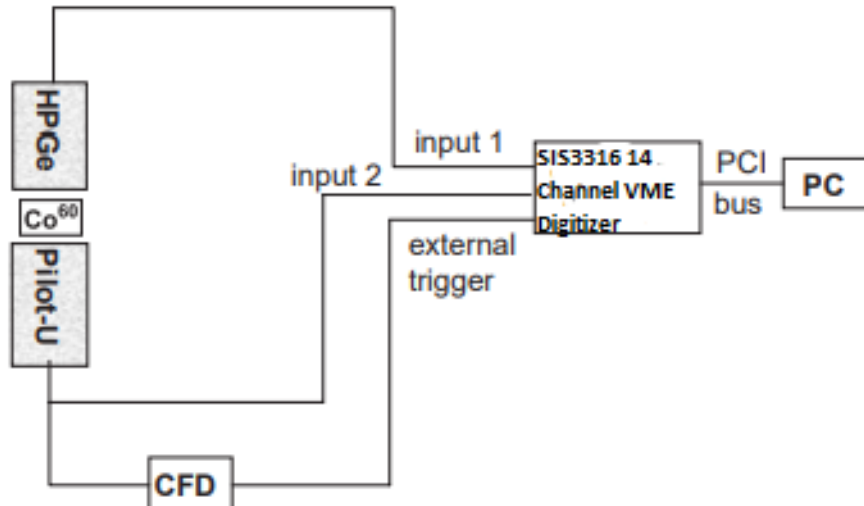 HPGe
input 1
SIS3316 14
PCI
input 2
Channel VME
PC
Co⁶⁰
bus
Digitizer
Pilot-U
external
trigger
CFD